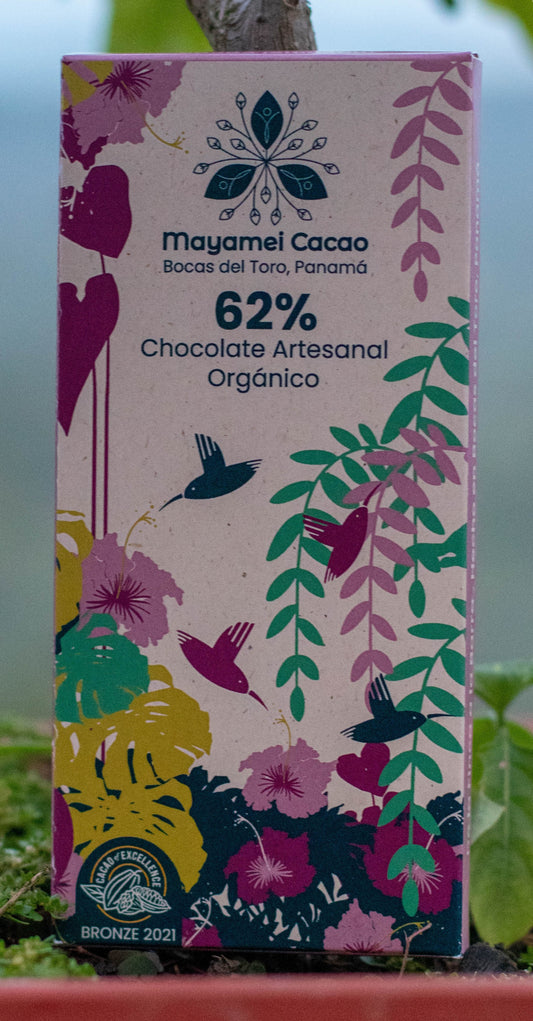 Mayamei Cacao
Bocas del Toro, Panamá
62%
Chocolate Artesanal
Orgánico
CACAO of EXCELLENCE
BRONZE 2021